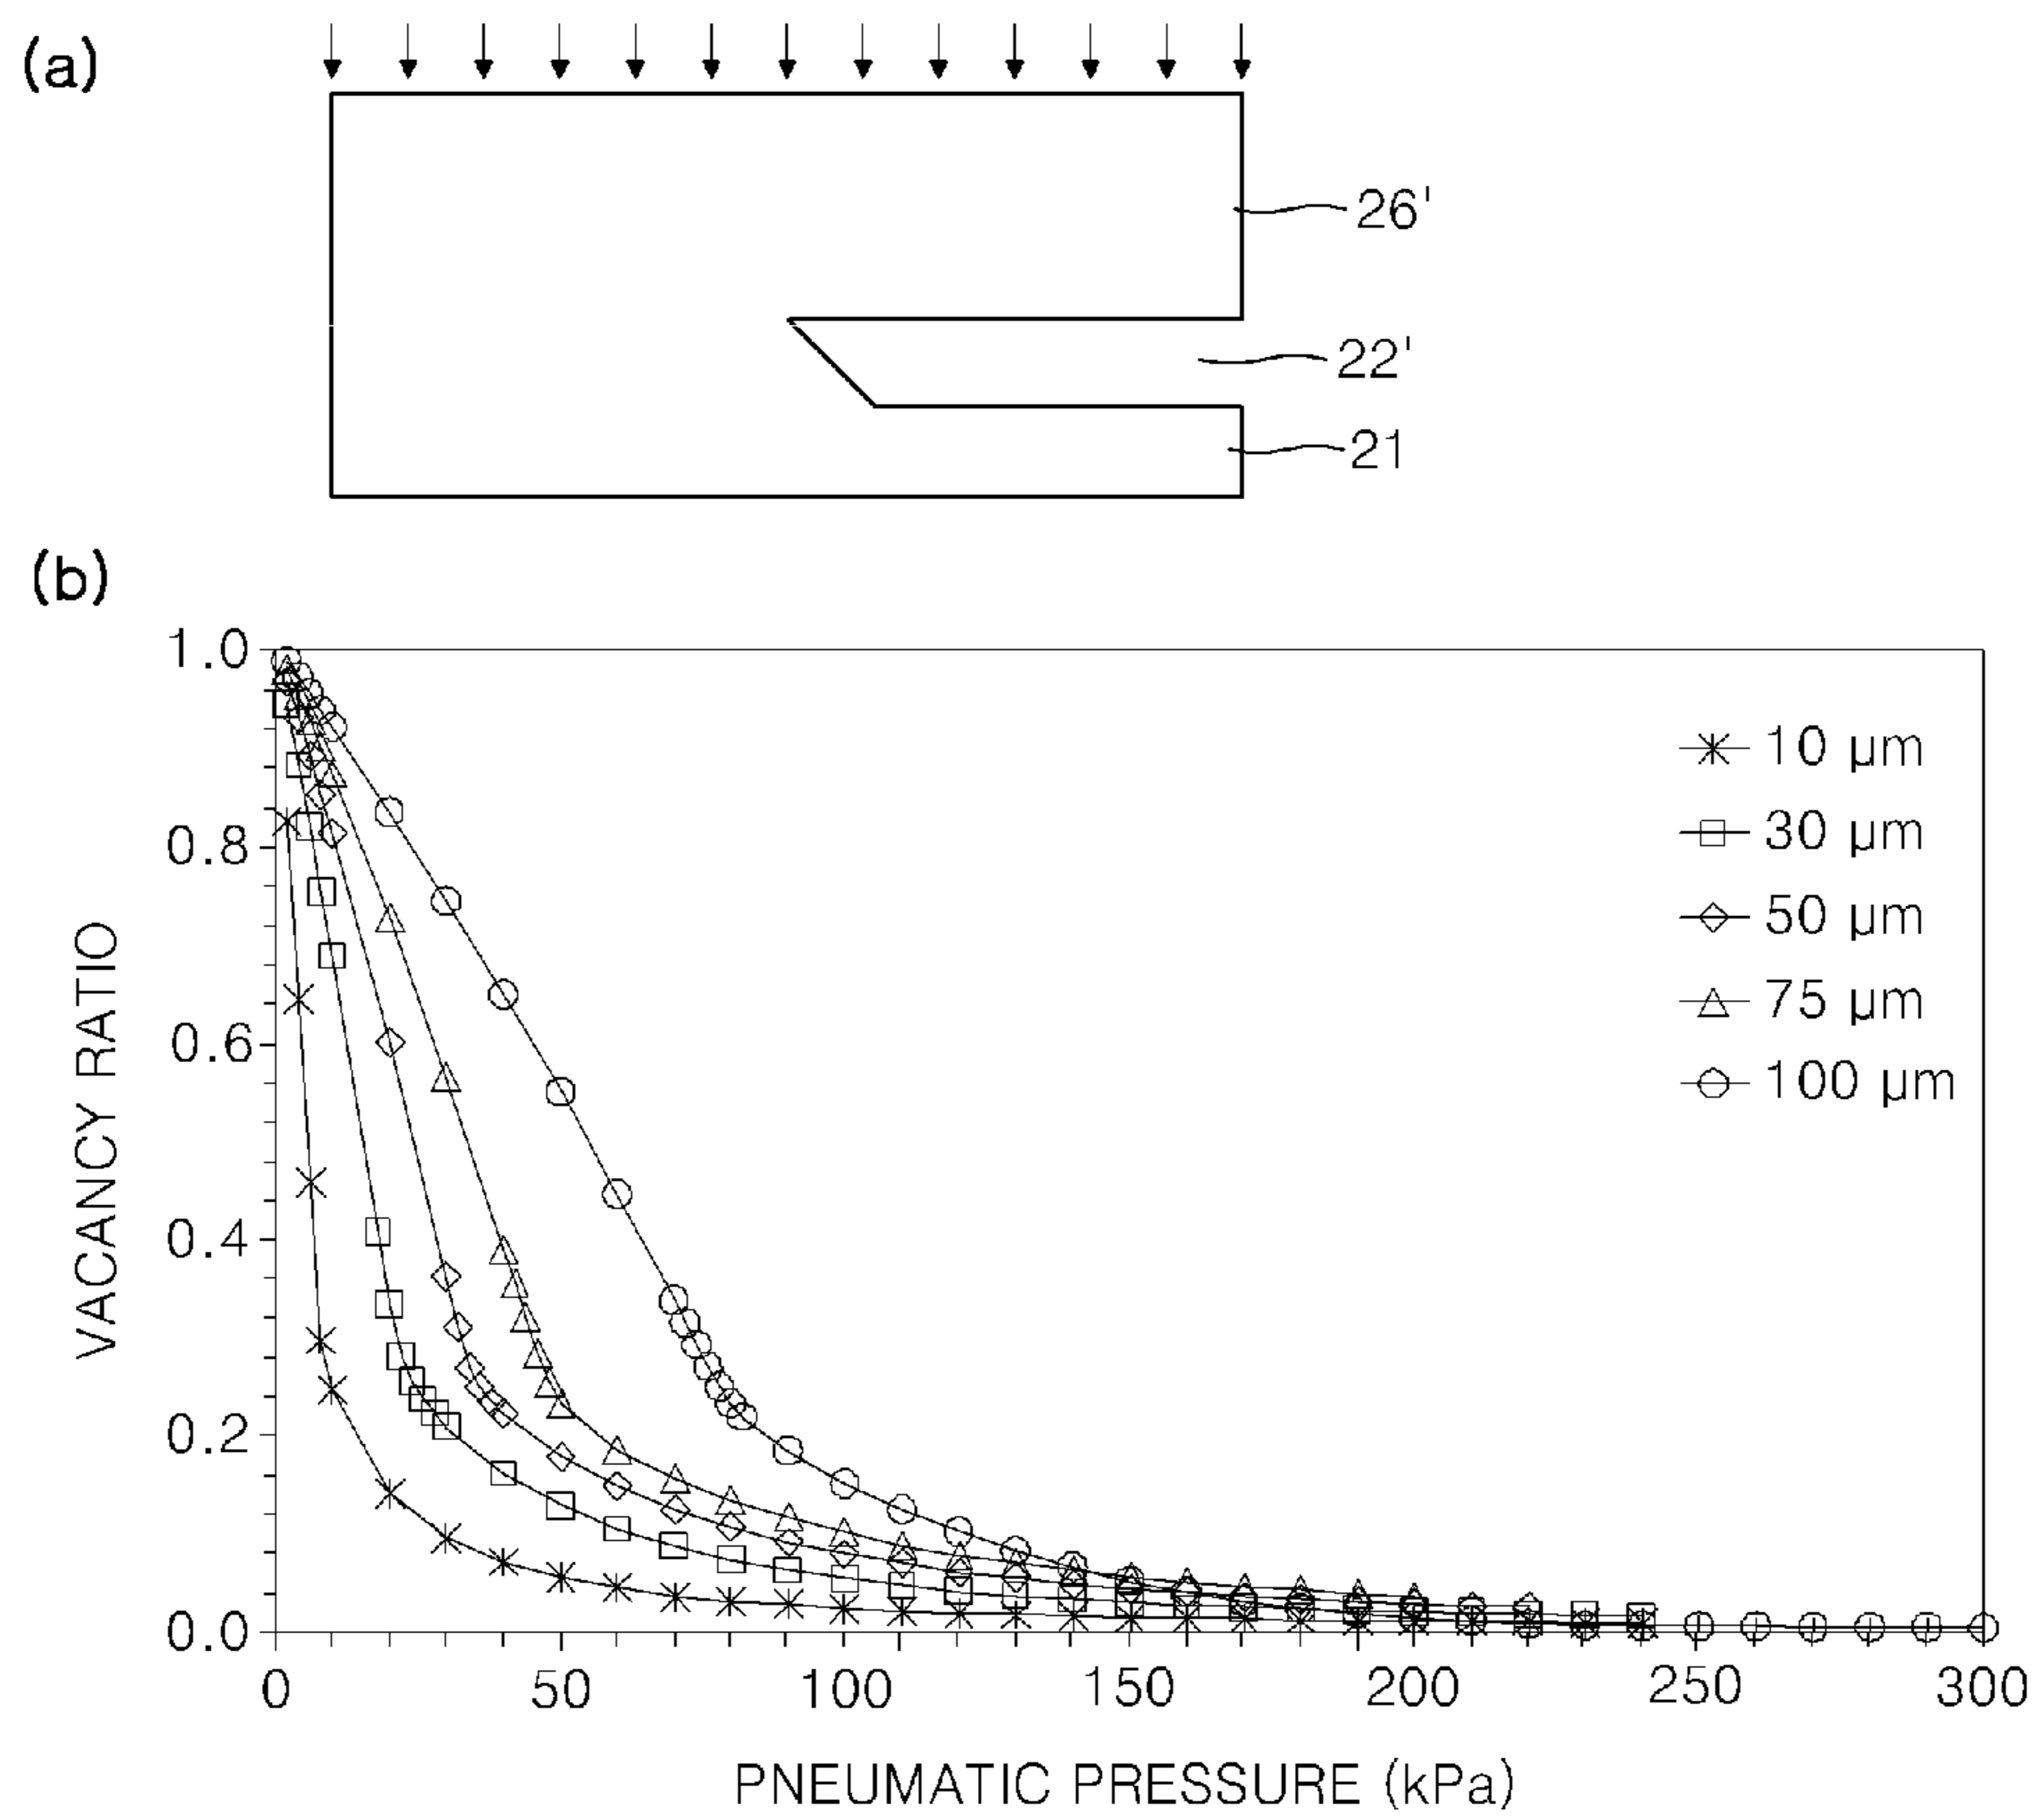 (a)
26'
22'
21
(b)
1.0
0.8
0.6
0.4
0.2
0.0
VACANCY RATIO
10 µm
30 µm
50 µm
75 µm
100 µm
0 50 100 150 200 250 300
PNEUMATIC PRESSURE (kPa)